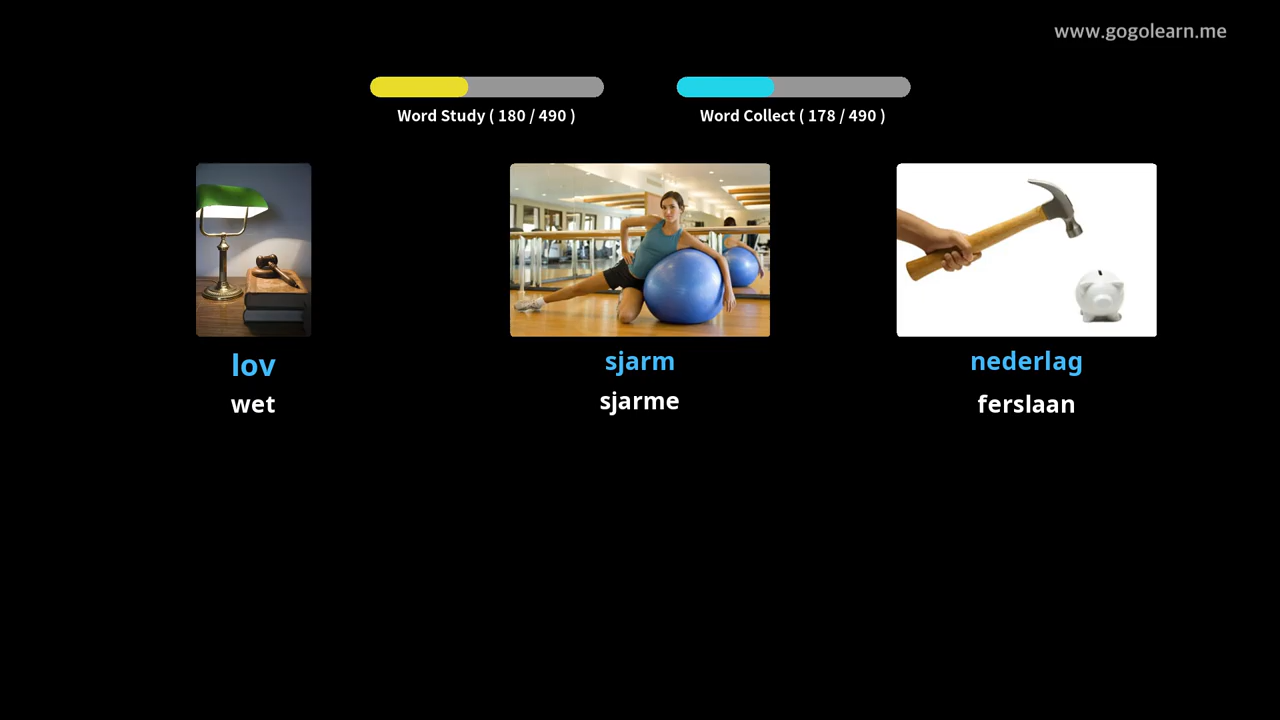 www.gogolearn.me
Word Study ( 180 / 490 )
Word Collect ( 178 / 490 )
lov
sjarm
nederlag
wet
sjarme
ferslaan